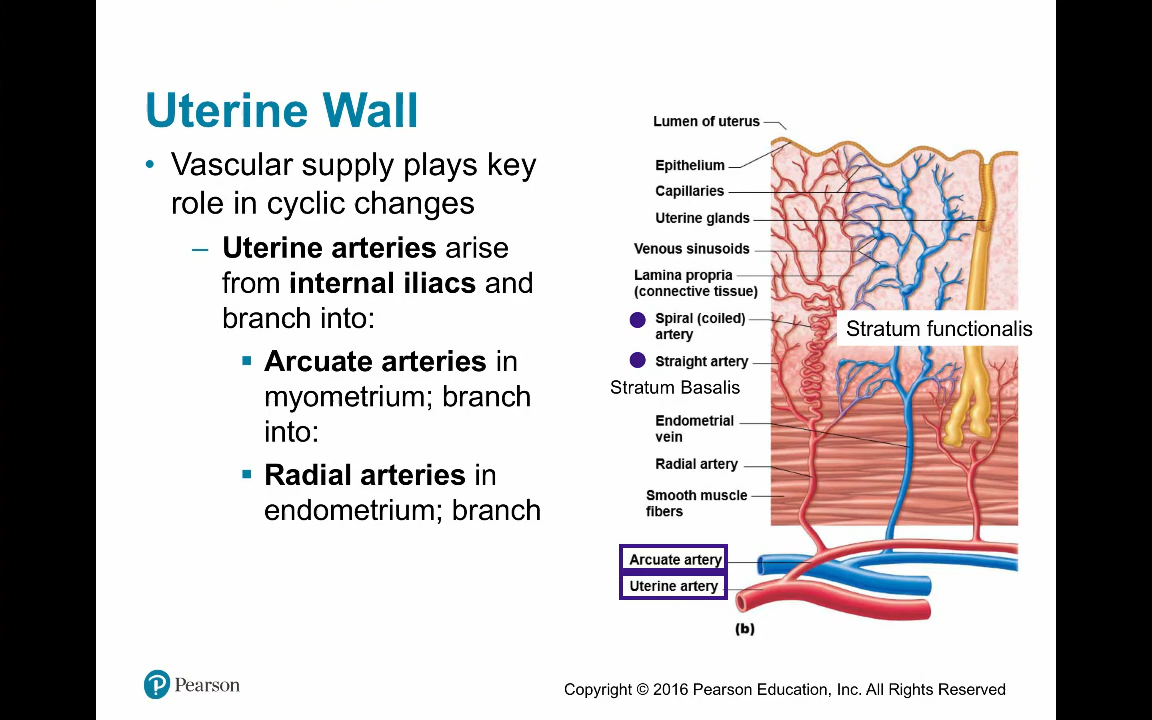 Uterine Wall
• Vascular supply plays key
role in cyclic changes
– Uterine arteries arise
from internal iliacs and
branch into:
▪ Arcuate arteries in
myometrium; branch
into:
▪ Radial arteries in
endometrium; branch
Lumen of uterus
Epithelium
Capillaries
Uterine glands
Venous sinusoids
Lamina propria
(connective tissue)
Spiral (coiled)
artery
Stratum functionalis
Straight artery
Stratum Basalis
Endometrial
vein
Radial artery
Smooth muscle
fibers
Arcuate artery
Uterine artery
(b)
P Pearson
Copyright © 2016 Pearson Education, Inc. All Rights Reserved